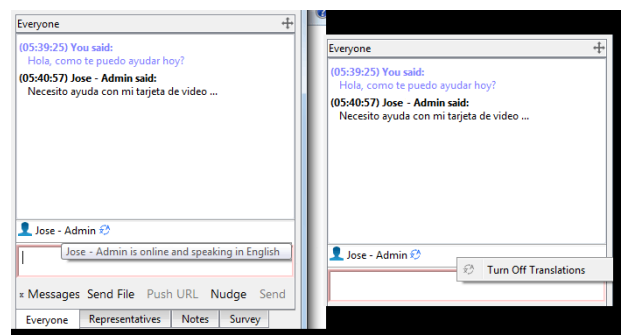 Everyone
(05:39:25) You said:
Hola, como te puedo ayudar hoy?
(05:40:57) Jose - Admin said:
Necesito ayuda con mi tarjeta de video ...
Jose - Admin
Jose - Admin is online and speaking in English
x Messages Send File Push URL Nudge Send
Everyone Representatives Notes Survey
Everyone
(05:39:25) You said:
Hola, como te puedo ayudar hoy?
(05:40:57) Jose - Admin said:
Necesito ayuda con mi tarjeta de video ...
Jose - Admin
Turn Off Translations